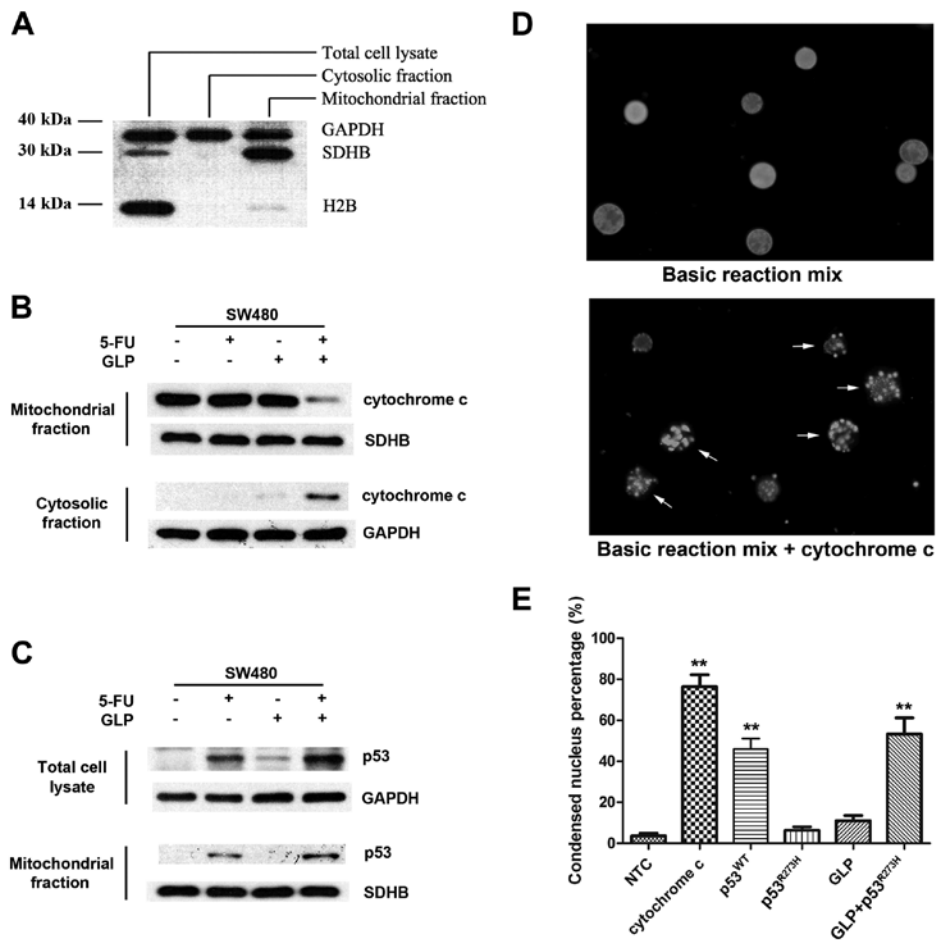 A
Total cell lysate
Cytosolic fraction
Mitochondrial fraction
40 kDa
GAPDH
30 kDa
SDHB
14 kDa
H2B
B
SW480
5-FU - + - +
GLP - - + +
Mitochondrial
fraction
cytochrome c
SDHB
Cytosolic
fraction
cytochrome c
GAPDH
C
SW480
5-FU - + - +
GLP - - + +
Total cell
lysate
p53
GAPDH
Mitochondrial
fraction
p53
SDHB
D
Basic reaction mix
Basic reaction mix + cytochrome c
E
Condensed nucleus percentage (%)
100
80
60
40
20
0
**
**
**
NTC
cytochrome c
p53WT
p53R273H
GLP
GLP+p53R273H